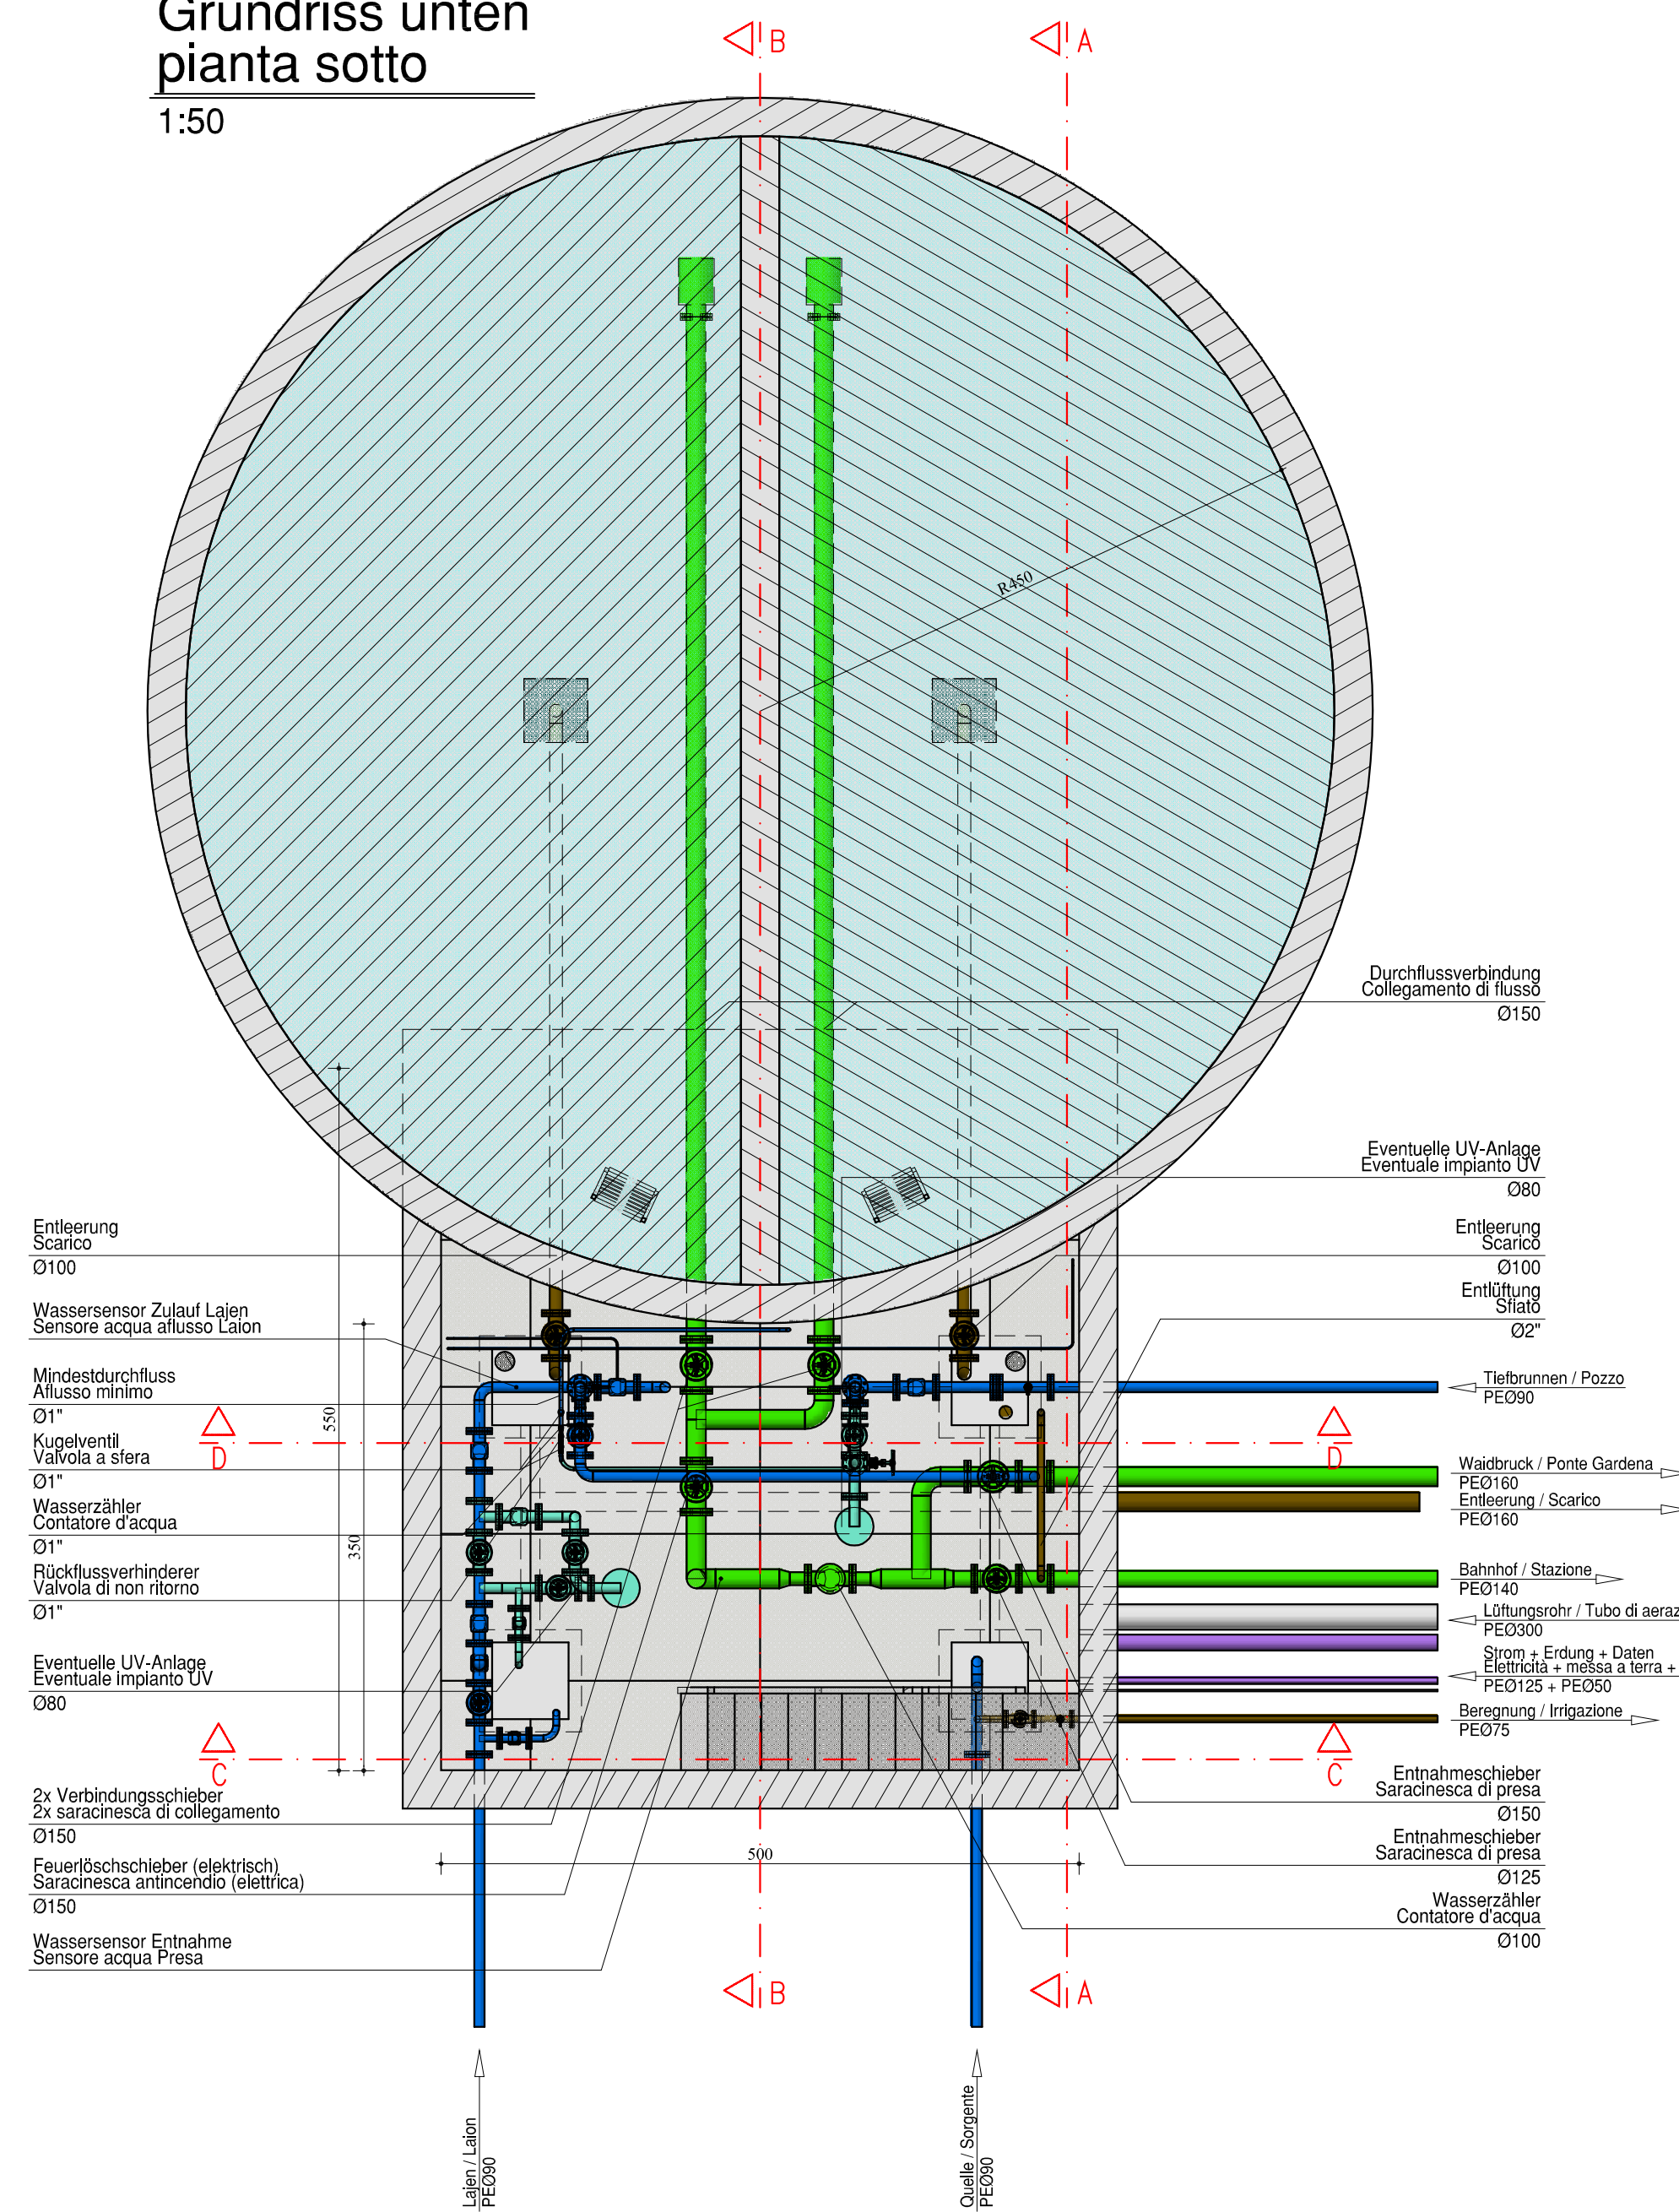 Grundriss unten
pianta sotto
1:50
B
A
R450
Durchflussverbindung
Collegamento di flusso
Ø150
Eventuelle UV-Anlage
Eventuale impianto UV
Ø80
Entleerung
Scarico
Ø100
Entlüftung
Sfiato
Ø2"
Entleerung
Scarico
Ø100
Wassersensor Zulauf Lajen
Sensore acqua aflusso Laion
Mindestdurchfluss
Aflusso minimo
Ø1"
Kugelventil
Valvola a sfera
Ø1"
Wasserzähler
Contatore d'acqua
Ø1"
Rückflussverhinderer
Valvola di non ritorno
Ø1"
Eventuelle UV-Anlage
Eventuale impianto UV
Ø80
D
D
550
350
C
C
Tiefbrunnen / Pozzo
PEØ90
Waidbruck / Ponte Gardena
PEØ160
Entleerung / Scarico
PEØ160
Bahnhof / Stazione
PEØ140
Lüftungsrohr / Tubo di aeraz
PEØ300
Strom + Erdung + Daten
Elettricità + messa a terra +
PEØ125 + PEØ50
Beregnung / Irrigazione
PEØ75
2x Verbindungsschieber
2x saracinesca di collegamento
Ø150
Feuerlöschschieber (elektrisch)
Saracinesca antincendio (elettrica)
Ø150
Wassersensor Entnahme
Sensore acqua Presa
500
Entnahmeschieber
Saracinesca di presa
Ø150
Entnahmeschieber
Saracinesca di presa
Ø125
Wasserzähler
Contatore d'acqua
Ø100
B
A
Lajen / Laion
PEØ90
Quelle / Sorgente
PEØ90